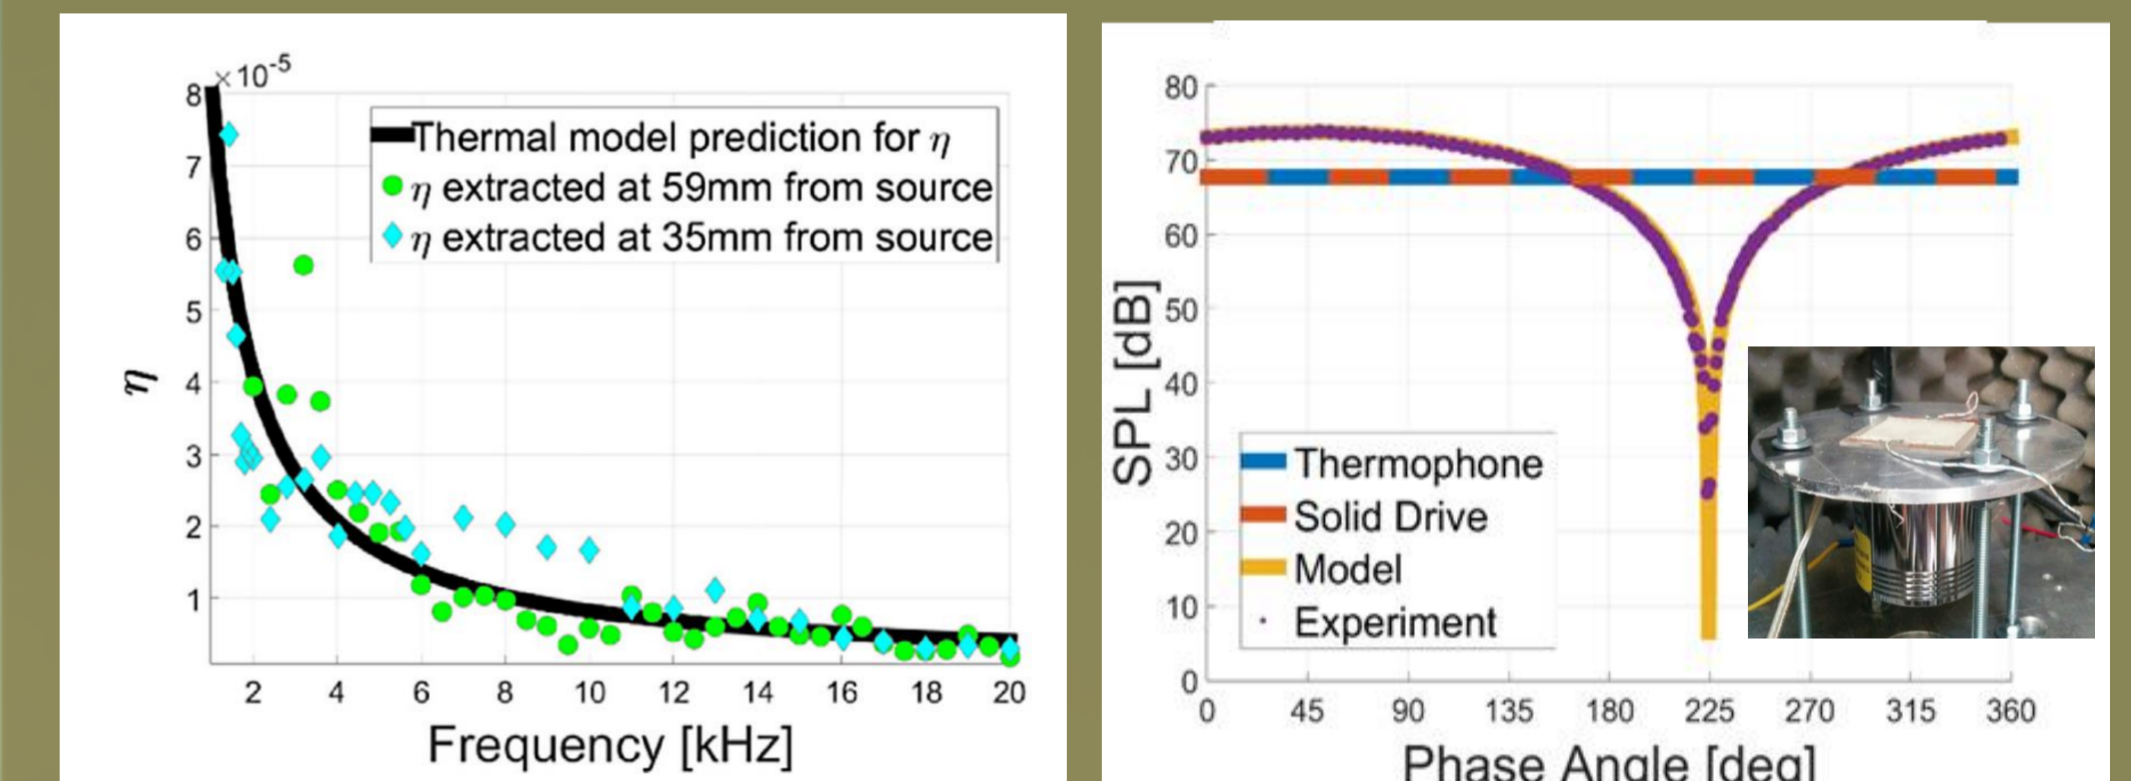 ×10-5
8
7
6
5
4
3
2
1
η
Thermal model prediction for η
η extracted at 59mm from source
η extracted at 35mm from source
2 4 6 8 10 12 14 16 18 20
Frequency [kHz]
80
70
60
50
40
30
20
10
0
SPL [dB]
Thermophone
Solid Drive
Model
Experiment
0 45 90 135 180 225 270 315 360
Phase Angle [deg]